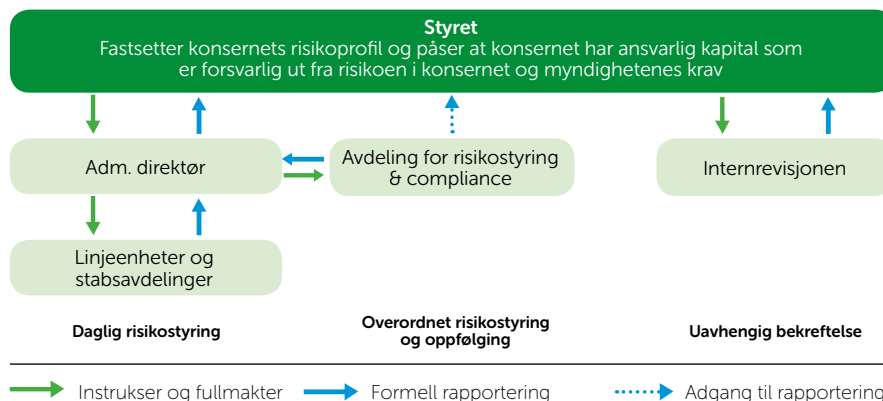 Styret
Fastsetter konsernets risikoprofil og påser at konsernet har ansvarlig kapital som
er forsvarlig ut fra risikoen i konsernet og myndighetenes krav
Adm. direktør
Avdeling for risikostyring
& compliance
Internrevisjonen
Linjeenheter og
stabsavdelinger
Daglig risikostyring
Overordnet risikostyring
og oppfølging
Uavhengig bekreftelse
Instrukser og fullmakter
Formell rapportering
Adgang til rapportering